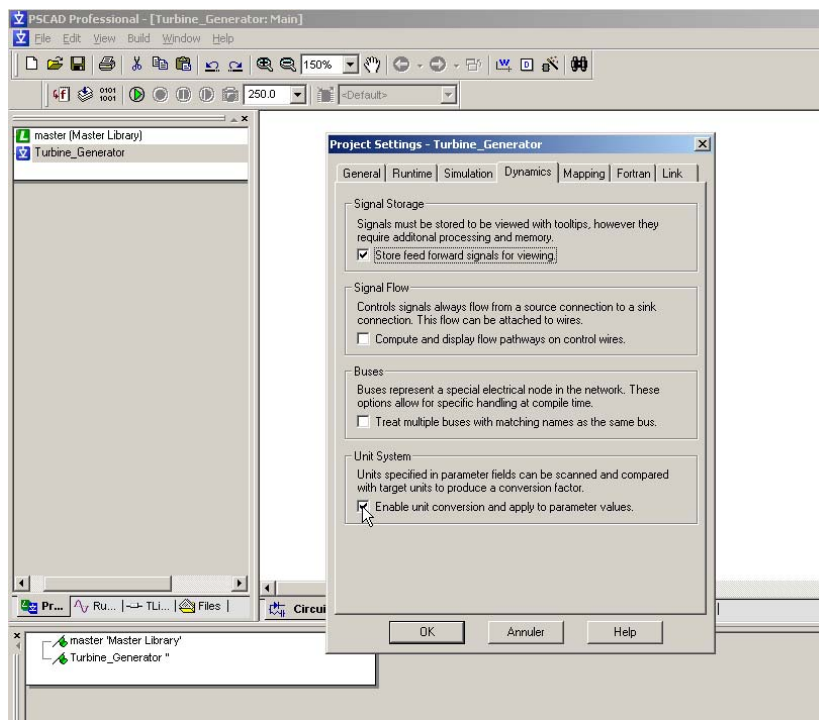 PSCAD Professional - [Turbine_Generator: Main]
File Edit View Build Window Help
150%
250.0 <Default>
master (Master Library)
Turbine_Generator
Project Settings - Turbine_Generator
General Runtime Simulation Dynamics Mapping Fortran Link
Signal Storage
Signals must be stored to be viewed with tooltips, however they
require additonal processing and memory.
Store feed forward signals for viewing.
Signal Flow
Controls signals always flow from a source connection to a sink
connection. This flow can be attached to wires.
Compute and display flow pathways on control wires.
Buses
Buses represent a special electrical node in the network. These
options allow for specific handling at compile time.
Treat multiple buses with matching names as the same bus.
Unit System
Units specified in parameter fields can be scanned and compared
with target units to produce a conversion factor.
Enable unit conversion and apply to parameter values.
Pr... Ru... TLi... Files
Circui
OK Annuler Help
master 'Master Library'
Turbine_Generator ''